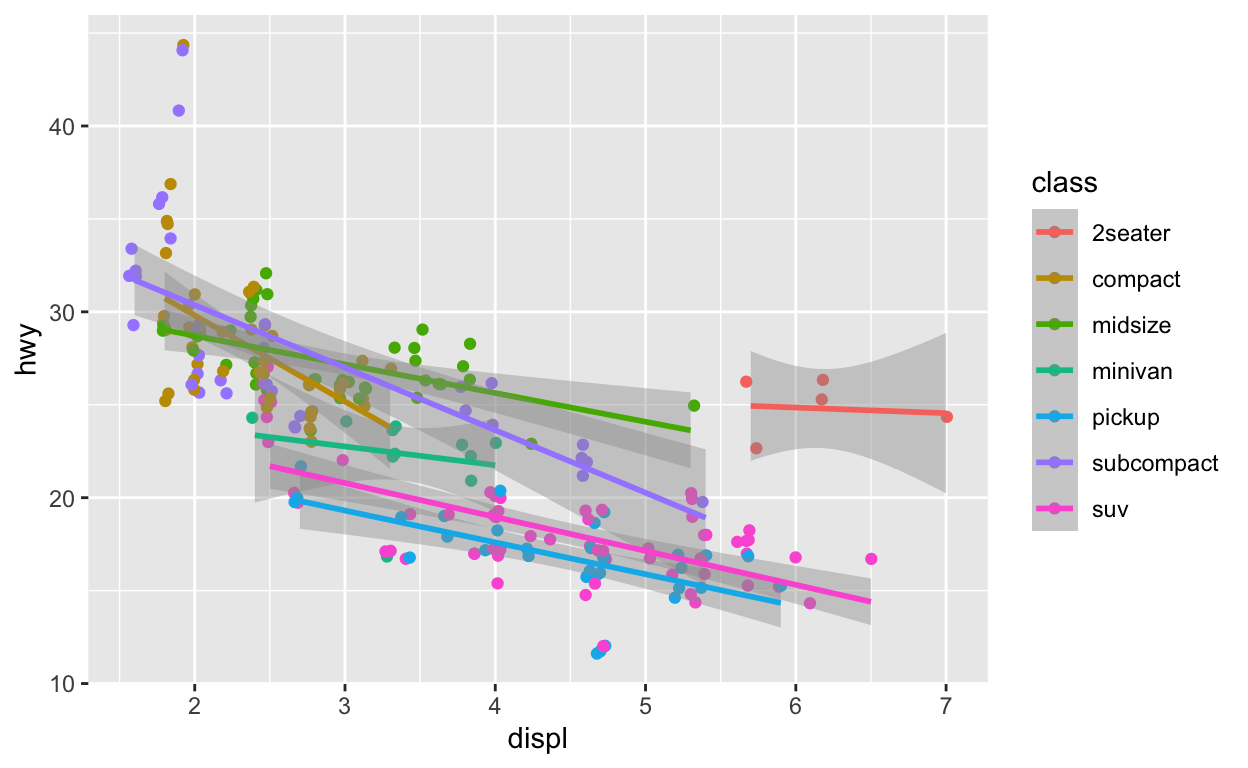 hwy
40
30
20
10
2 3 4 5 6 7
displ
class
2seater
compact
midsize
minivan
pickup
subcompact
suv